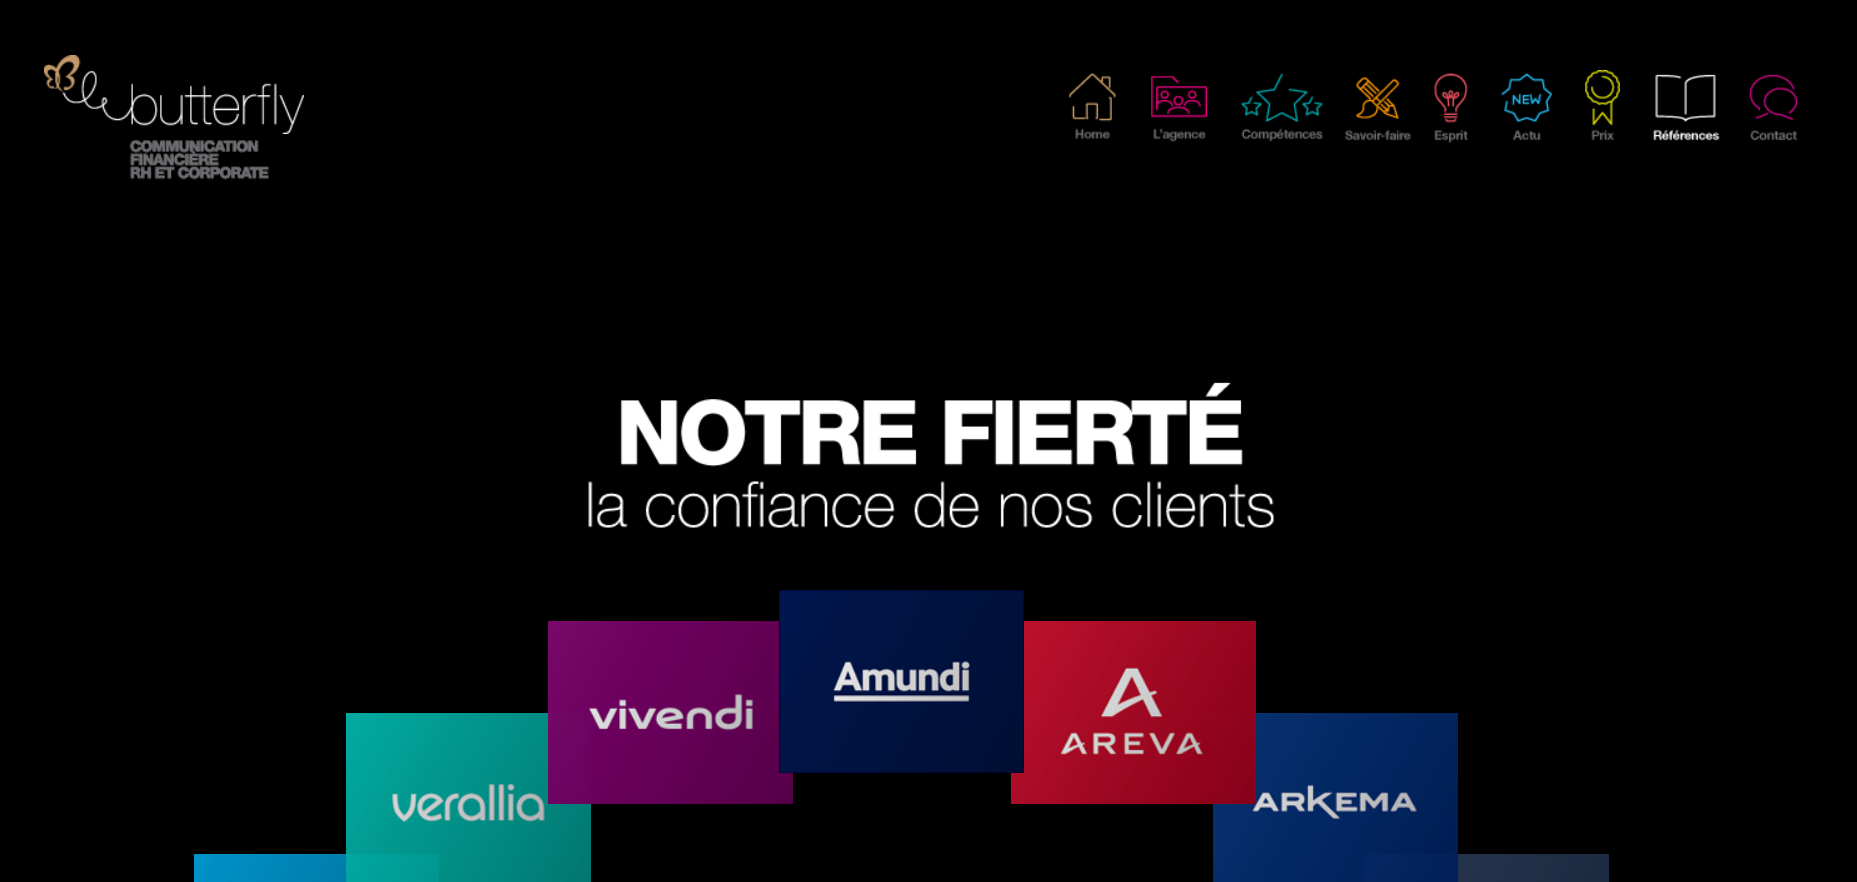 butterfly
COMMUNICATION
FINANCIÈRE
RH ET CORPORATE
Home
L'agence
Compétences
Savoir-faire
Esprit
NEW
Actu
Prix
Références
Contact
NOTRE FIERTÉ
la confiance de nos clients
Amundi
vivendi
AREVA
verallia
ARKEMA